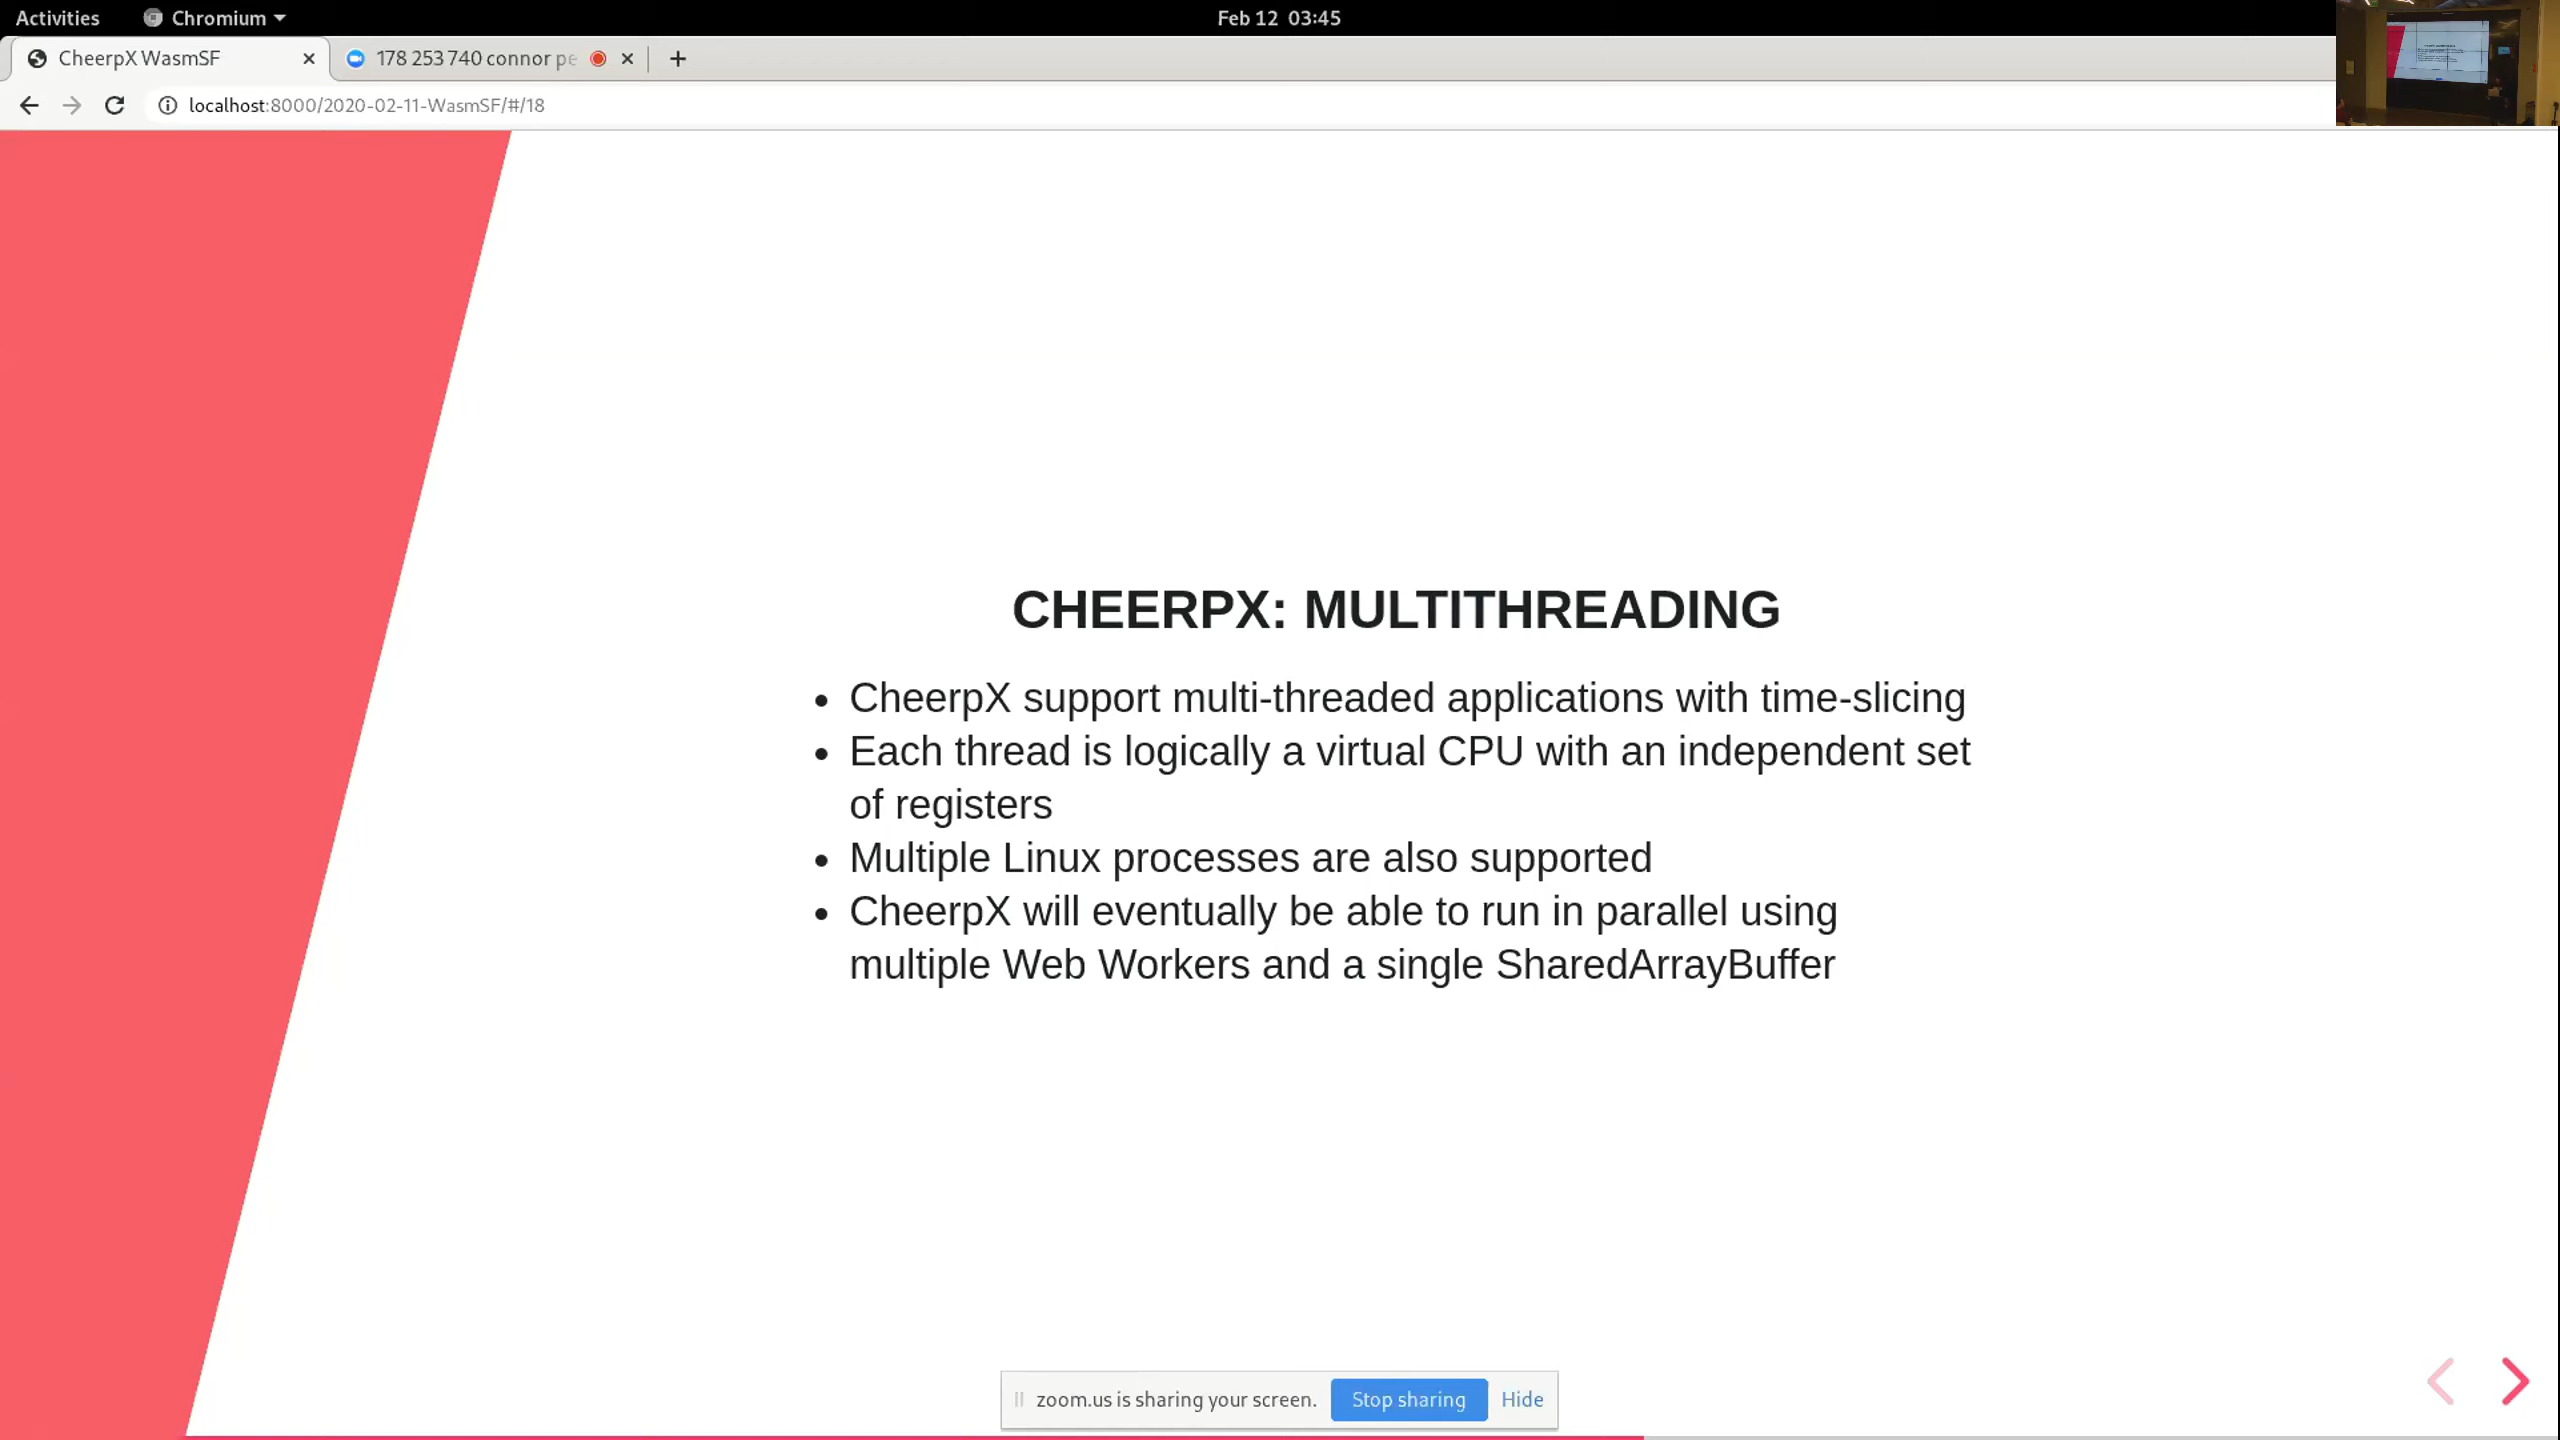 Activities
Chromium
Feb 12 03:45
CheerpX WasmSF
178 253 740 connor pe
localhost:8000/2020-02-11-WasmSF/#/18
CHEERPX: MULTITHREADING
CheerpX support multi-threaded applications with time-slicing
Each thread is logically a virtual CPU with an independent set
of registers
Multiple Linux processes are also supported
CheerpX will eventually be able to run in parallel using
multiple Web Workers and a single SharedArrayBuffer
zoom.us is sharing your screen.
Stop sharing
Hide